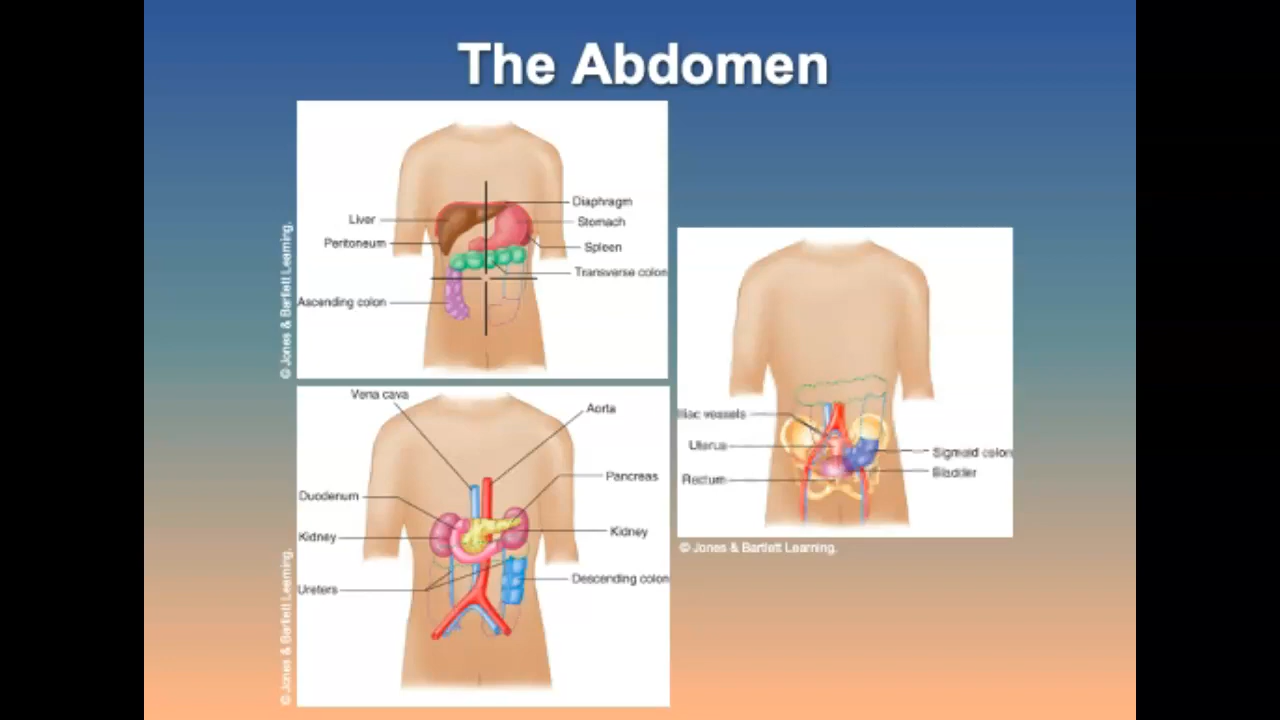 The Abdomen
Diaphragm
Liver
Stomach
Peritoneum
Spleen
Transverse colon
Ascending colon
© Jones & Bartlett Learning.
Vena cava
Aorta
Pancreas
Duodenum
Kidney
Kidney
Descending colon
Ureters
© Jones & Bartlett Learning.
Iliac vessels
Uterus
Sigmoid colon
Bladder
Rectum
© Jones & Bartlett Learning.